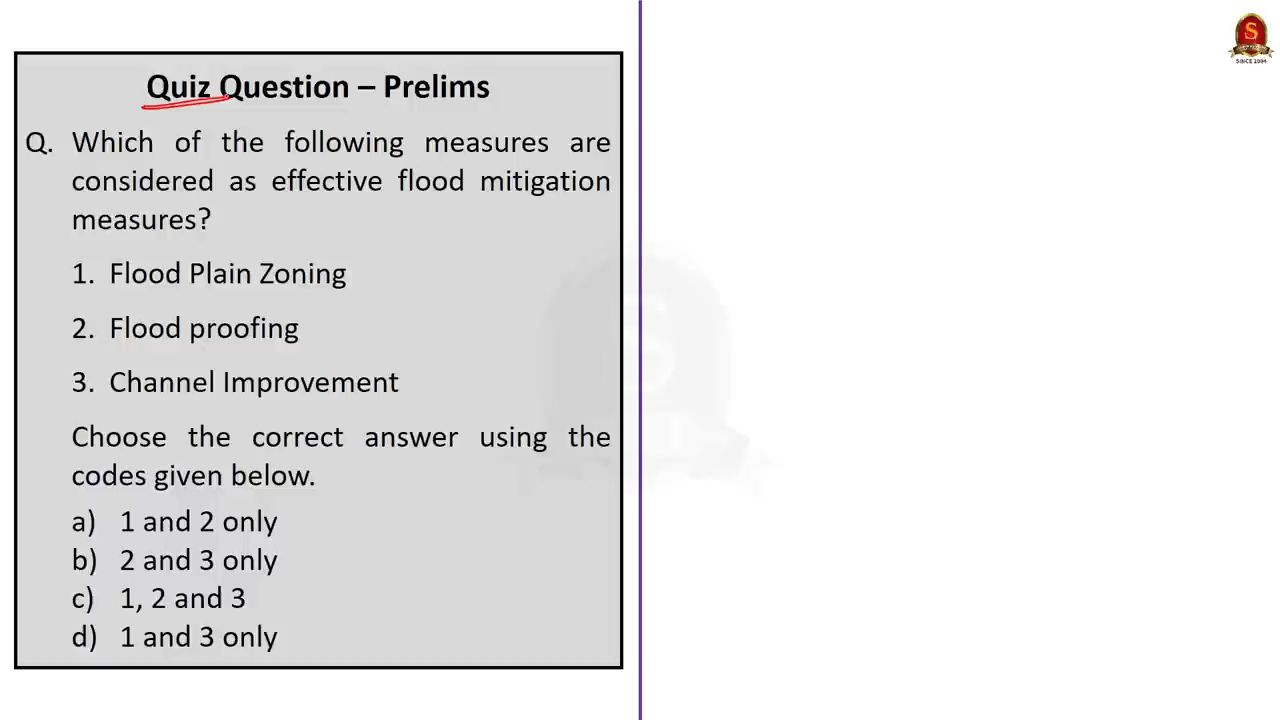 Quiz Question – Prelims
Q. Which of the following measures are
considered as effective flood mitigation
measures?
1. Flood Plain Zoning
2. Flood proofing
3. Channel Improvement
Choose the correct answer using the
codes given below.
a) 1 and 2 only
b) 2 and 3 only
c) 1, 2 and 3
d) 1 and 3 only
S
SINCE 2004